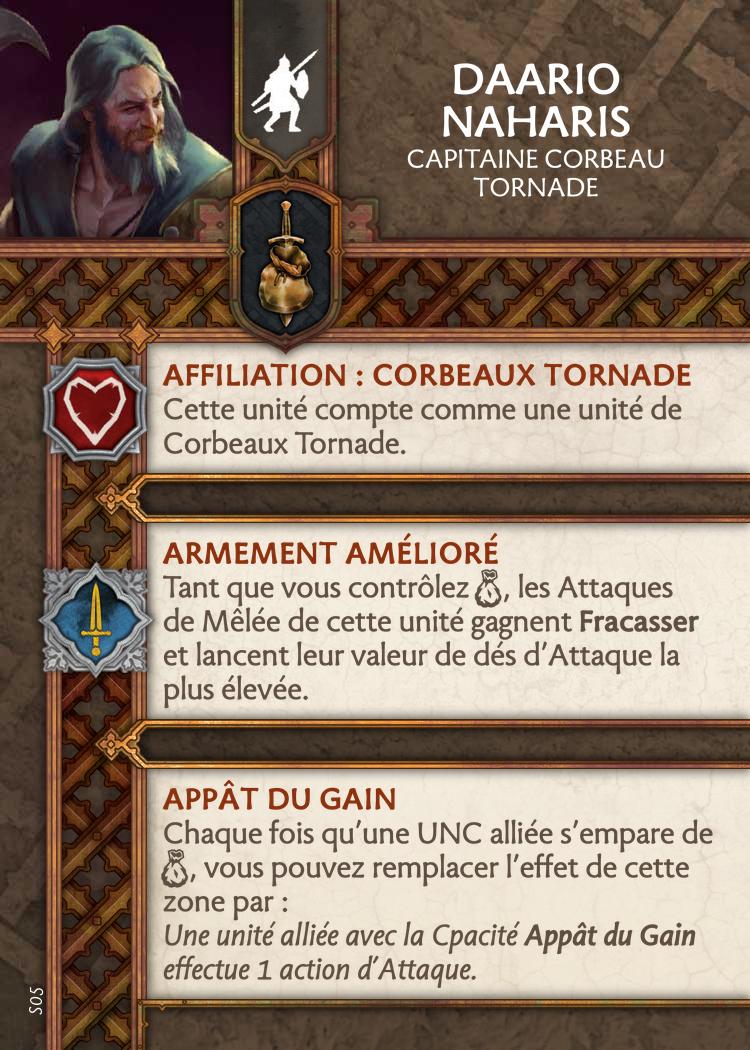 DAARIO
NAHARIS
CAPITAINE CORBEAU
TORNADE
AFFILIATION : CORBEAUX TORNADE
Cette unité compte comme une unité de
Corbeaux Tornade.
ARMEMENT AMÉLIORÉ
Tant que vous contrôlez , les Attaques
de Mêlée de cette unité gagnent Fracasser
et lancent leur valeur de dés d'Attaque la
plus élevée.
APPÂT DU GAIN
Chaque fois qu'une UNC alliée s'empare de
, vous pouvez remplacer l'effet de cette
zone par :
Une unité alliée avec la Cpacité Appât du Gain
effectue 1 action d'Attaque.
S05